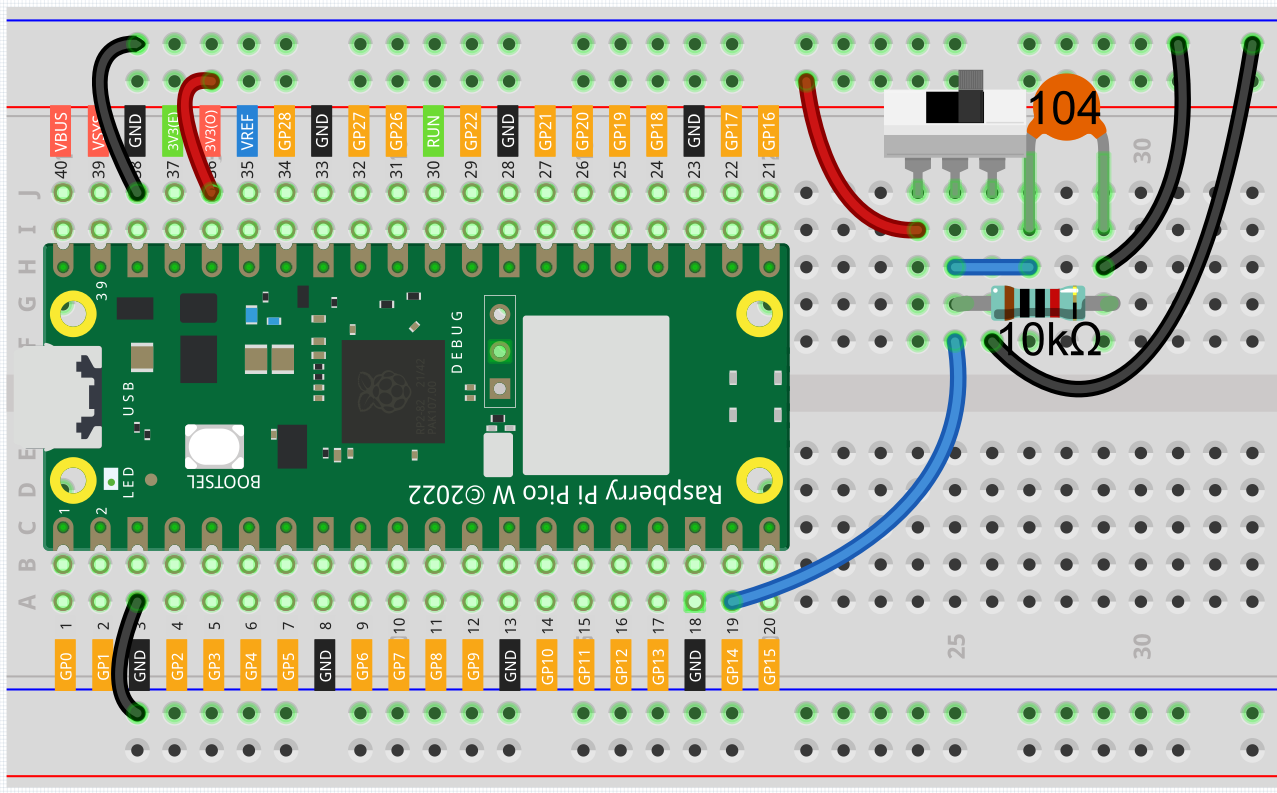 VBUS VSYS GND 3V3(E) 3V3(O) VREF GP28 GND GP27 GP26 RUN GP22 GND GP21 GP20 GP19 GP18 GND GP17 GP16
40 39 38 37 36 35 34 33 32 31 30 29 28 27 26 25 24 23 22 21
104
30
J
I
H
G
F
E
D
C
B
A
39
DEBUG
USB
LED
BOOTSEL
Raspberry Pi Pico W © 2022
10kΩ
1
2
1 2 3 4 5 6 7 8 9 10 11 12 13 14 15 16 17 18 19 20
25
30
GP0 GP1 GND GP2 GP3 GP4 GP5 GND GP6 GP7 GP8 GP9 GND GP10 GP11 GP12 GP13 GND GP14 GP15